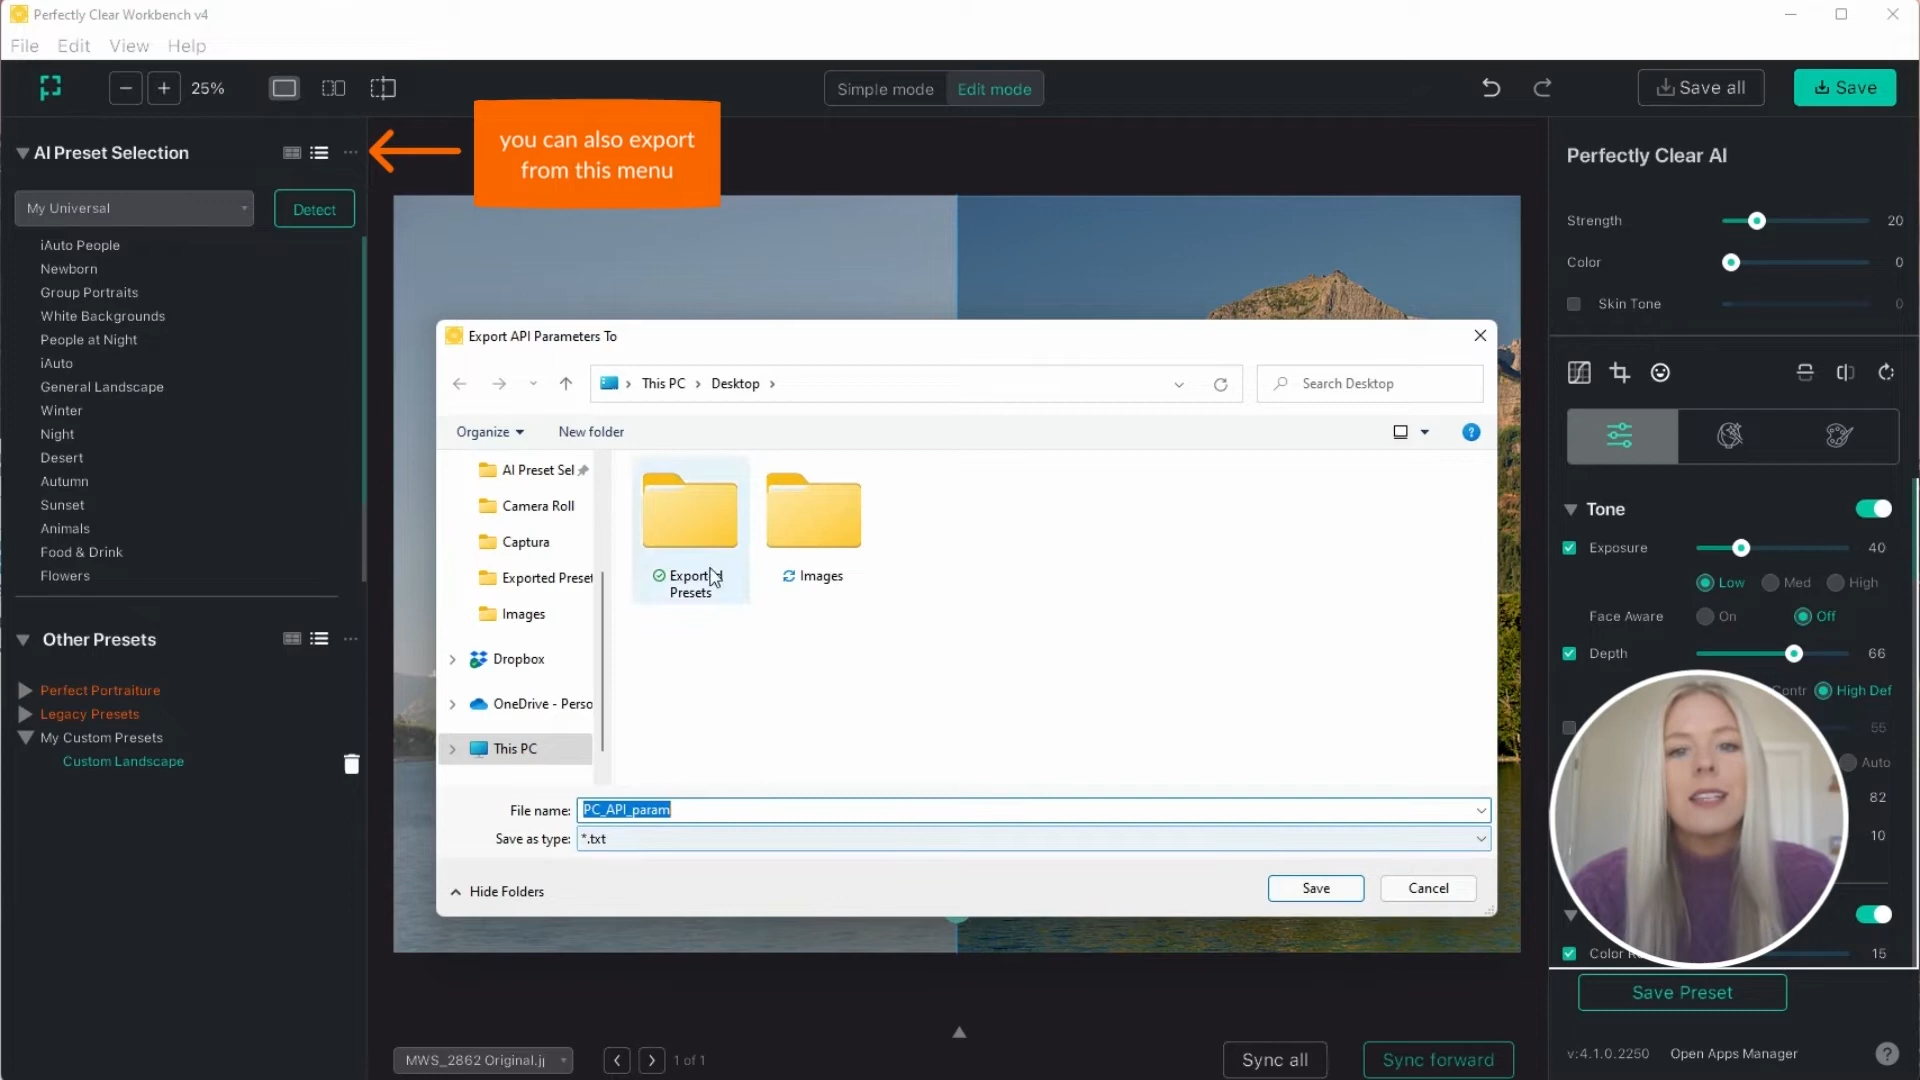 Perfectly Clear Workbench v4
File Edit View Help
25%
Simple mode Edit mode
Save all
Save
AI Preset Selection
you can also export
from this menu
My Universal
Detect
iAuto People
Newborn
Group Portraits
White Backgrounds
People at Night
iAuto
General Landscape
Winter
Night
Desert
Autumn
Sunset
Animals
Food & Drink
Flowers
Other Presets
Perfect Portraiture
Legacy Presets
My Custom Presets
Custom Landscape
Export API Parameters To
This PC > Desktop >
Search Desktop
Organize New folder
?
AI Preset Sel
Camera Roll
Captura
Exported Preset
Images
Dropbox
OneDrive - Perso
This PC
Presets
Images
File name: PC_API_param
Save as type: *.txt
Hide Folders
Save
Cancel
MWS_2862 Original.jj
1 of 1
Sync all
Sync forward
Perfectly Clear AI
Strength 20
Color 0
Skin Tone 0
Tone
Exposure 40
Low Med High
Face Aware On Off
Depth 66
Contr High Def
55
Auto
82
10
Color 15
Save Preset
v:4.1.0.2250 Open Apps Manager ?